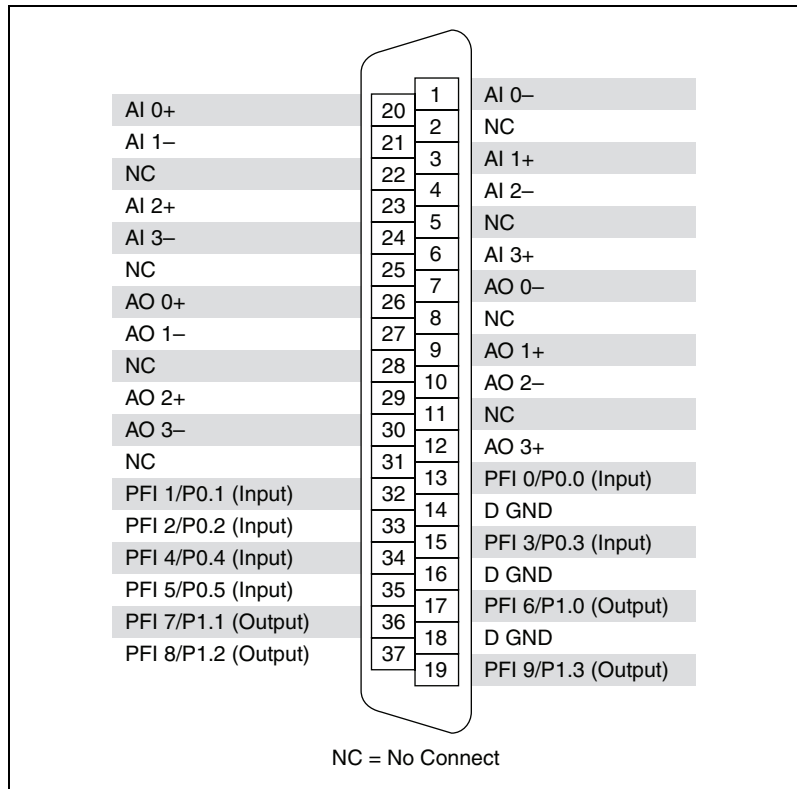 AI 0+ 20
AI 1– 21
NC 22
AI 2+ 23
AI 3– 24
NC 25
AO 0+ 26
AO 1– 27
NC 28
AO 2+ 29
AO 3– 30
NC 31
PFI 1/P0.1 (Input) 32
PFI 2/P0.2 (Input) 33
PFI 4/P0.4 (Input) 34
PFI 5/P0.5 (Input) 35
PFI 7/P1.1 (Output) 36
PFI 8/P1.2 (Output) 37
1 AI 0–
2 NC
3 AI 1+
4 AI 2–
5 NC
6 AI 3+
7 AO 0–
8 NC
9 AO 1+
10 AO 2–
11 NC
12 AO 3+
13 PFI 0/P0.0 (Input)
14 D GND
15 PFI 3/P0.3 (Input)
16 D GND
17 PFI 6/P1.0 (Output)
18 D GND
19 PFI 9/P1.3 (Output)
NC = No Connect